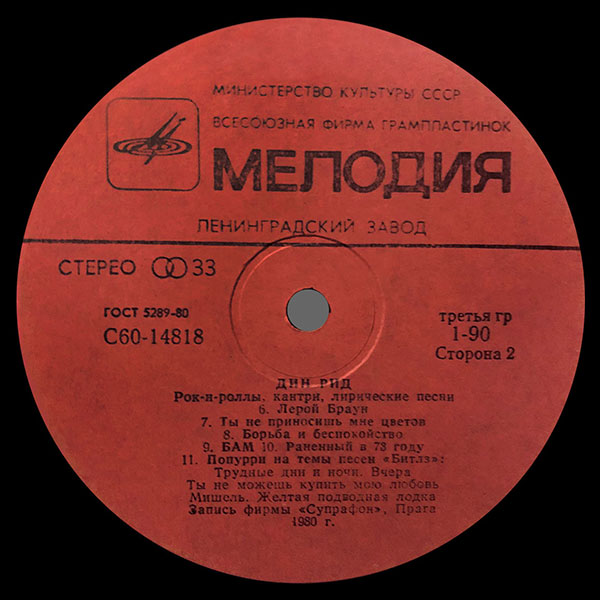 МИНИСТЕРСТВО КУЛЬТУРЫ СССР
ВСЕСОЮЗНАЯ ФИРМА ГРАМПЛАСТИНОК
МЕЛОДИЯ
ЛЕНИНГРАДСКИЙ ЗАВОД
СТЕРЕО 33
ГОСТ 5289-80
С60-14818
третья гр
1-90
Сторона 2
ДИН РИД
Рок-н-роллы, кантри, лирические песни
6. Лерой Браун
7. Ты не приносишь мне цветов
8. Борьба и беспокойство
9. БАМ 10. Раненный в 73 году
11. Попурри на темы песен «Битлз»:
Трудные дни и ночи. Вчера
Ты не можешь купить мою любовь
Мишель. Желтая подводная лодка
Запись фирмы «Супрафон», Прага
1980 г.